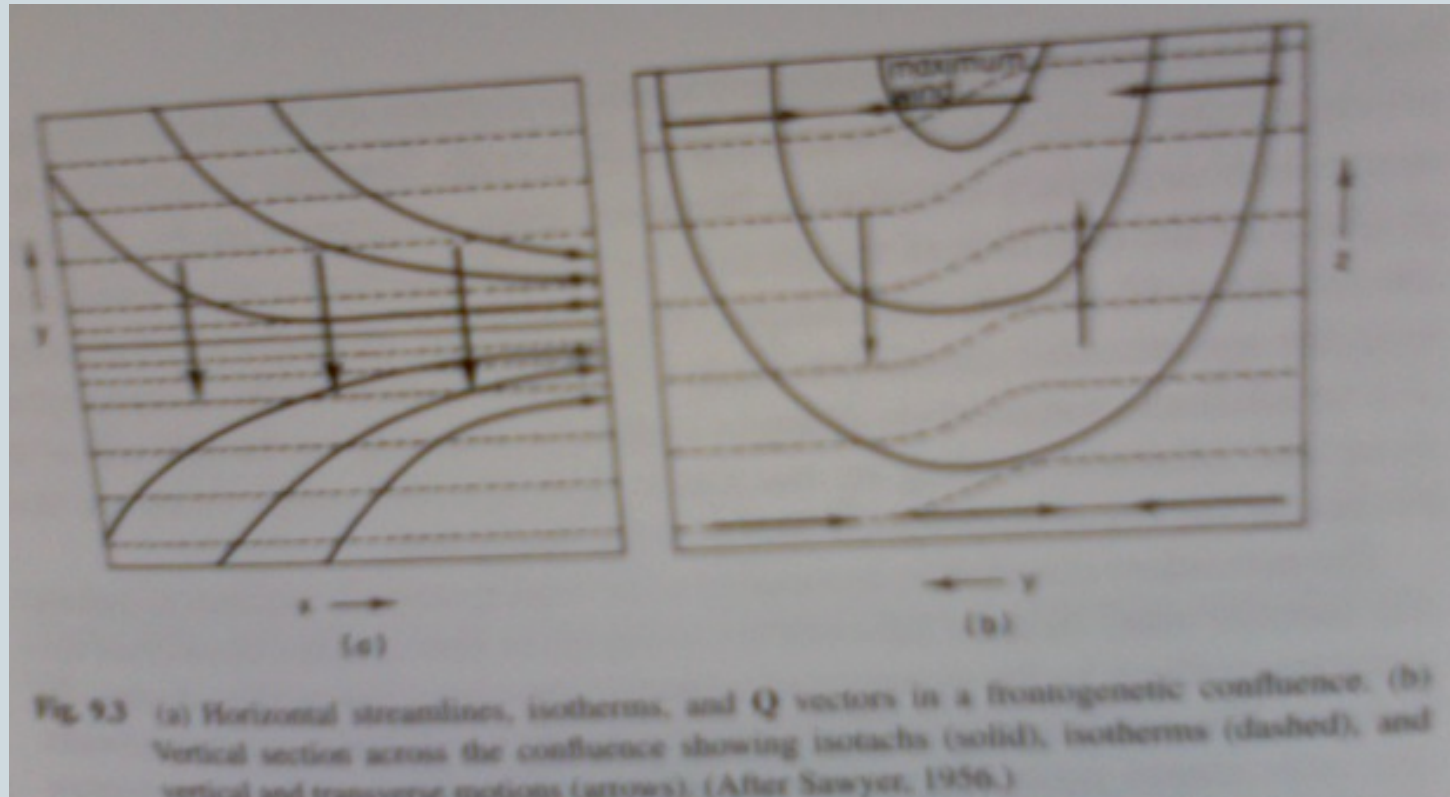 maximum
wind
y
z
x
y
(a)
(b)
Fig. 9.3 (a) Horizontal streamlines, isotherms, and Q vectors in a frontogenetic confluence. (b)
Vertical section across the confluence showing isotachs (solid), isotherms (dashed), and
vertical and transverse motions (arrows). (After Sawyer, 1956.)